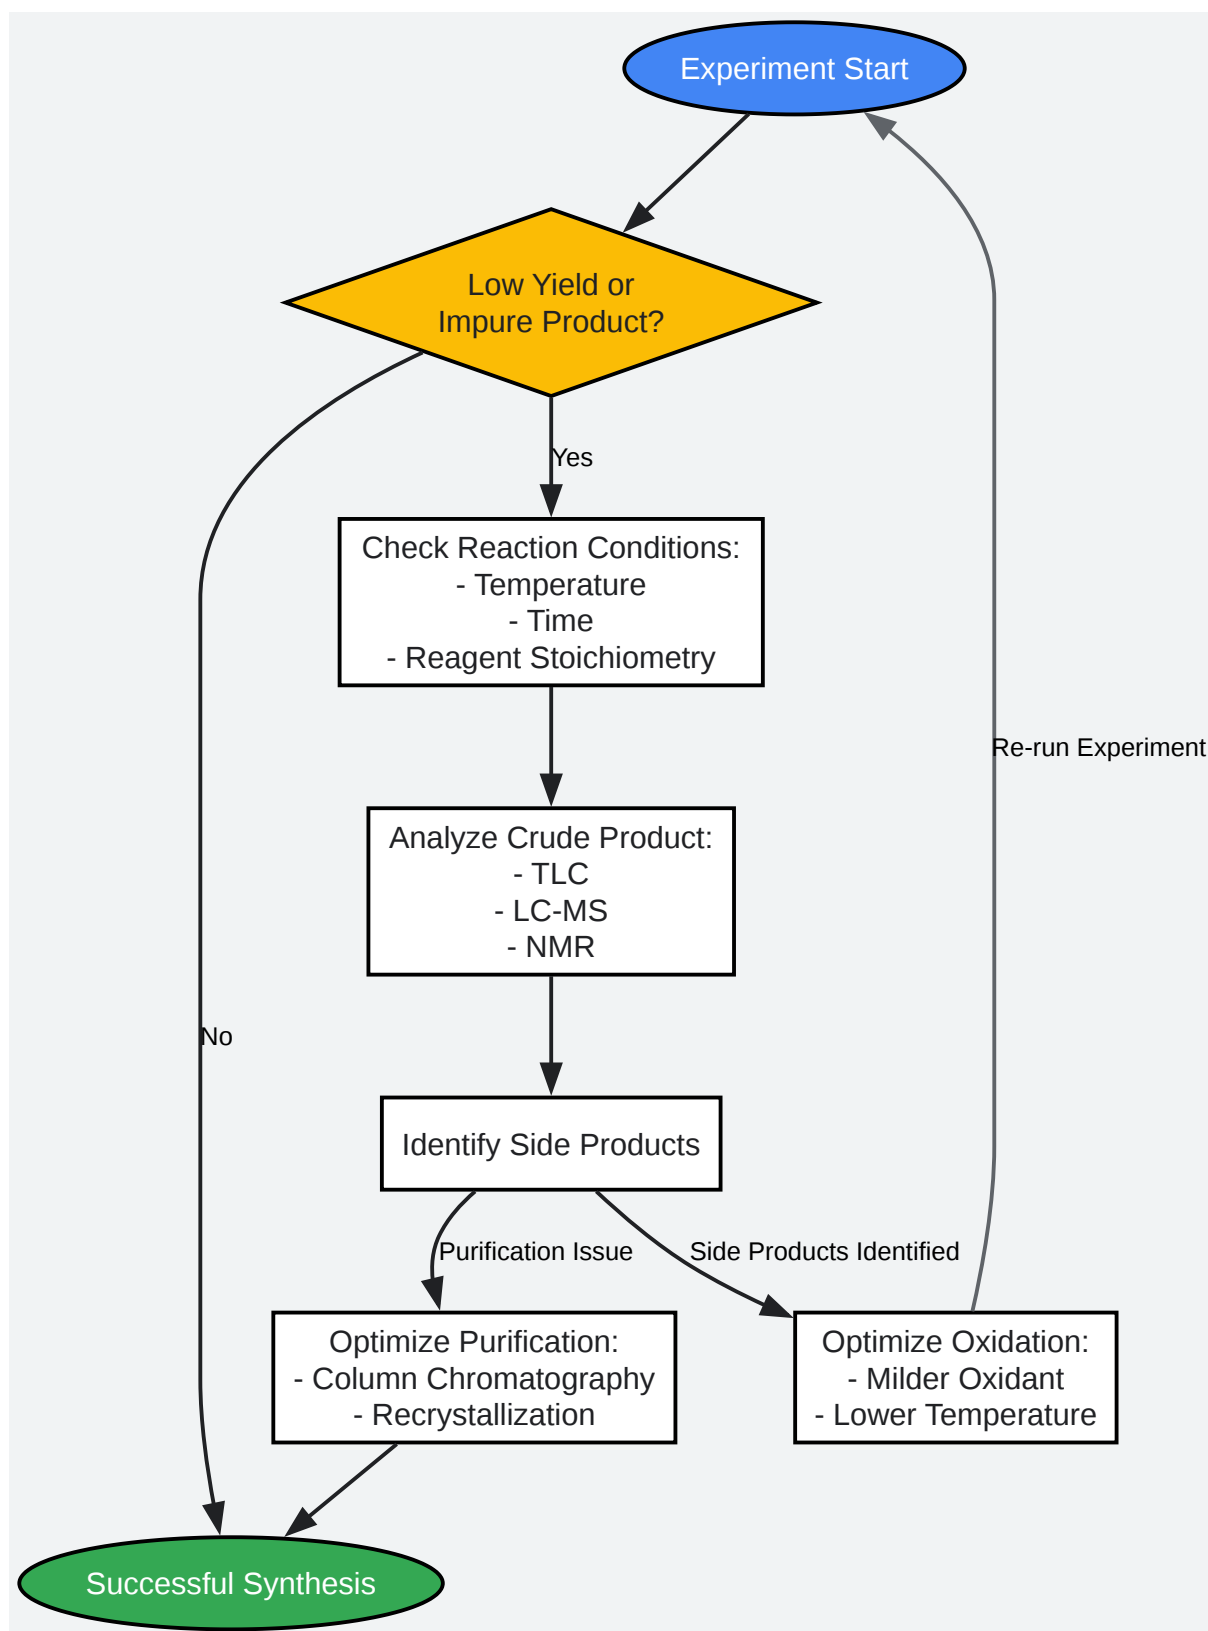 Experiment Start
Low Yield or
Impure Product?
Yes
Check Reaction Conditions:
- Temperature
- Time
- Reagent Stoichiometry
Re-run Experiment
Analyze Crude Product:
- TLC
- LC-MS
- NMR
No
Identify Side Products
Purification Issue
Side Products Identified
Optimize Purification:
- Column Chromatography
- Recrystallization
Optimize Oxidation:
- Milder Oxidant
- Lower Temperature
Successful Synthesis